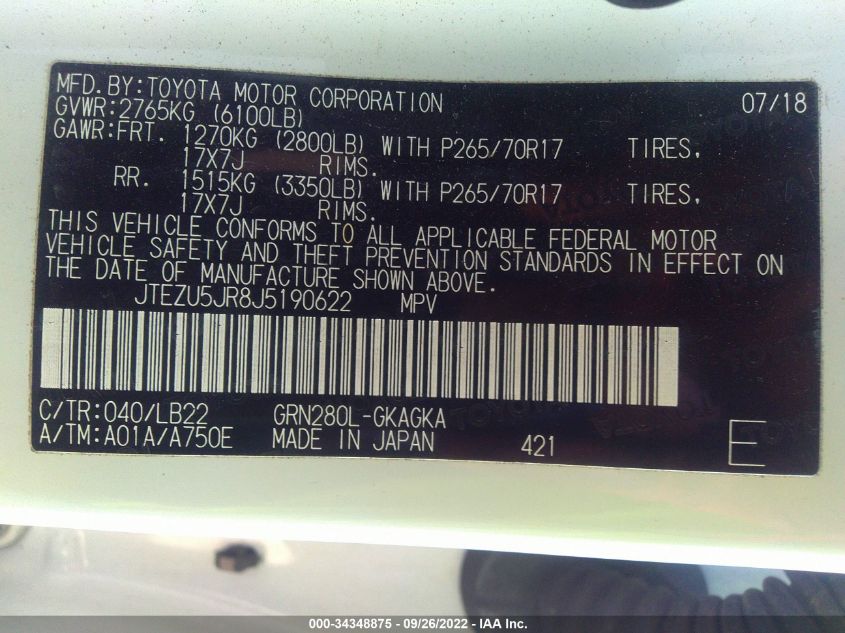 MFD. BY: TOYOTA MOTOR CORPORATION 07/18
GVWR: 2765KG (6100LB)
GAWR: FRT. 1270KG (2800LB) WITH P265/70R17 TIRES,
17X7J RIMS.
RR. 1515KG (3350LB) WITH P265/70R17 TIRES,
17X7J RIMS.
THIS VEHICLE CONFORMS TO ALL APPLICABLE FEDERAL MOTOR
VEHICLE SAFETY AND THEFT PREVENTION STANDARDS IN EFFECT ON
THE DATE OF MANUFACTURE SHOWN ABOVE.
JTEZU5JR8J5190622 MPV
C/TR: 040/LB22 GRN280L-GKAGKA
A/TM: A01A/A750E MADE IN JAPAN 421 E
000-34348875 - 09/26/2022 - IAA Inc.